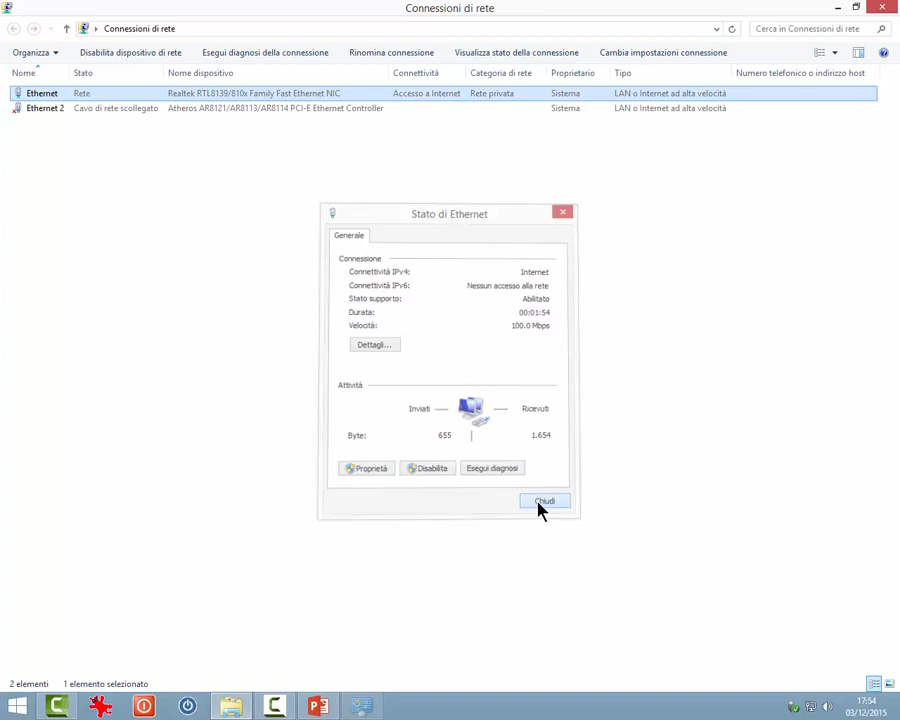 Connessioni di rete
Connessioni di rete
Cerca in Connessioni di rete
Organizza Disabilita dispositivo di rete Esegui diagnosi della connessione Rinomina connessione Visualizza stato della connessione Cambia impostazioni connessione
Nome Stato Nome dispositivo Connettività Categoria di rete Proprietario Tipo Numero telefonico o indirizzo host
Ethernet Rete Realtek RTL8139/810x Family Fast Ethernet NIC Accesso a Internet Rete privata Sistema LAN o Internet ad alta velocità
Ethernet 2 Cavo di rete scollegato Atheros AR8121/AR8113/AR8114 PCI-E Ethernet Controller Sistema LAN o Internet ad alta velocità
Stato di Ethernet
Generale
Connessione
Connettività IPv4: Internet
Connettività IPv6: Nessun accesso alla rete
Stato supporto: Abilitato
Durata: 00:01:54
Velocità: 100.0 Mbps
Dettagli...
Attività
Inviati Ricevuti
Byte: 655 1.654
Proprietà Disabilita Esegui diagnosi
Chiudi
2 elementi 1 elemento selezionato
17:54
03/12/2015